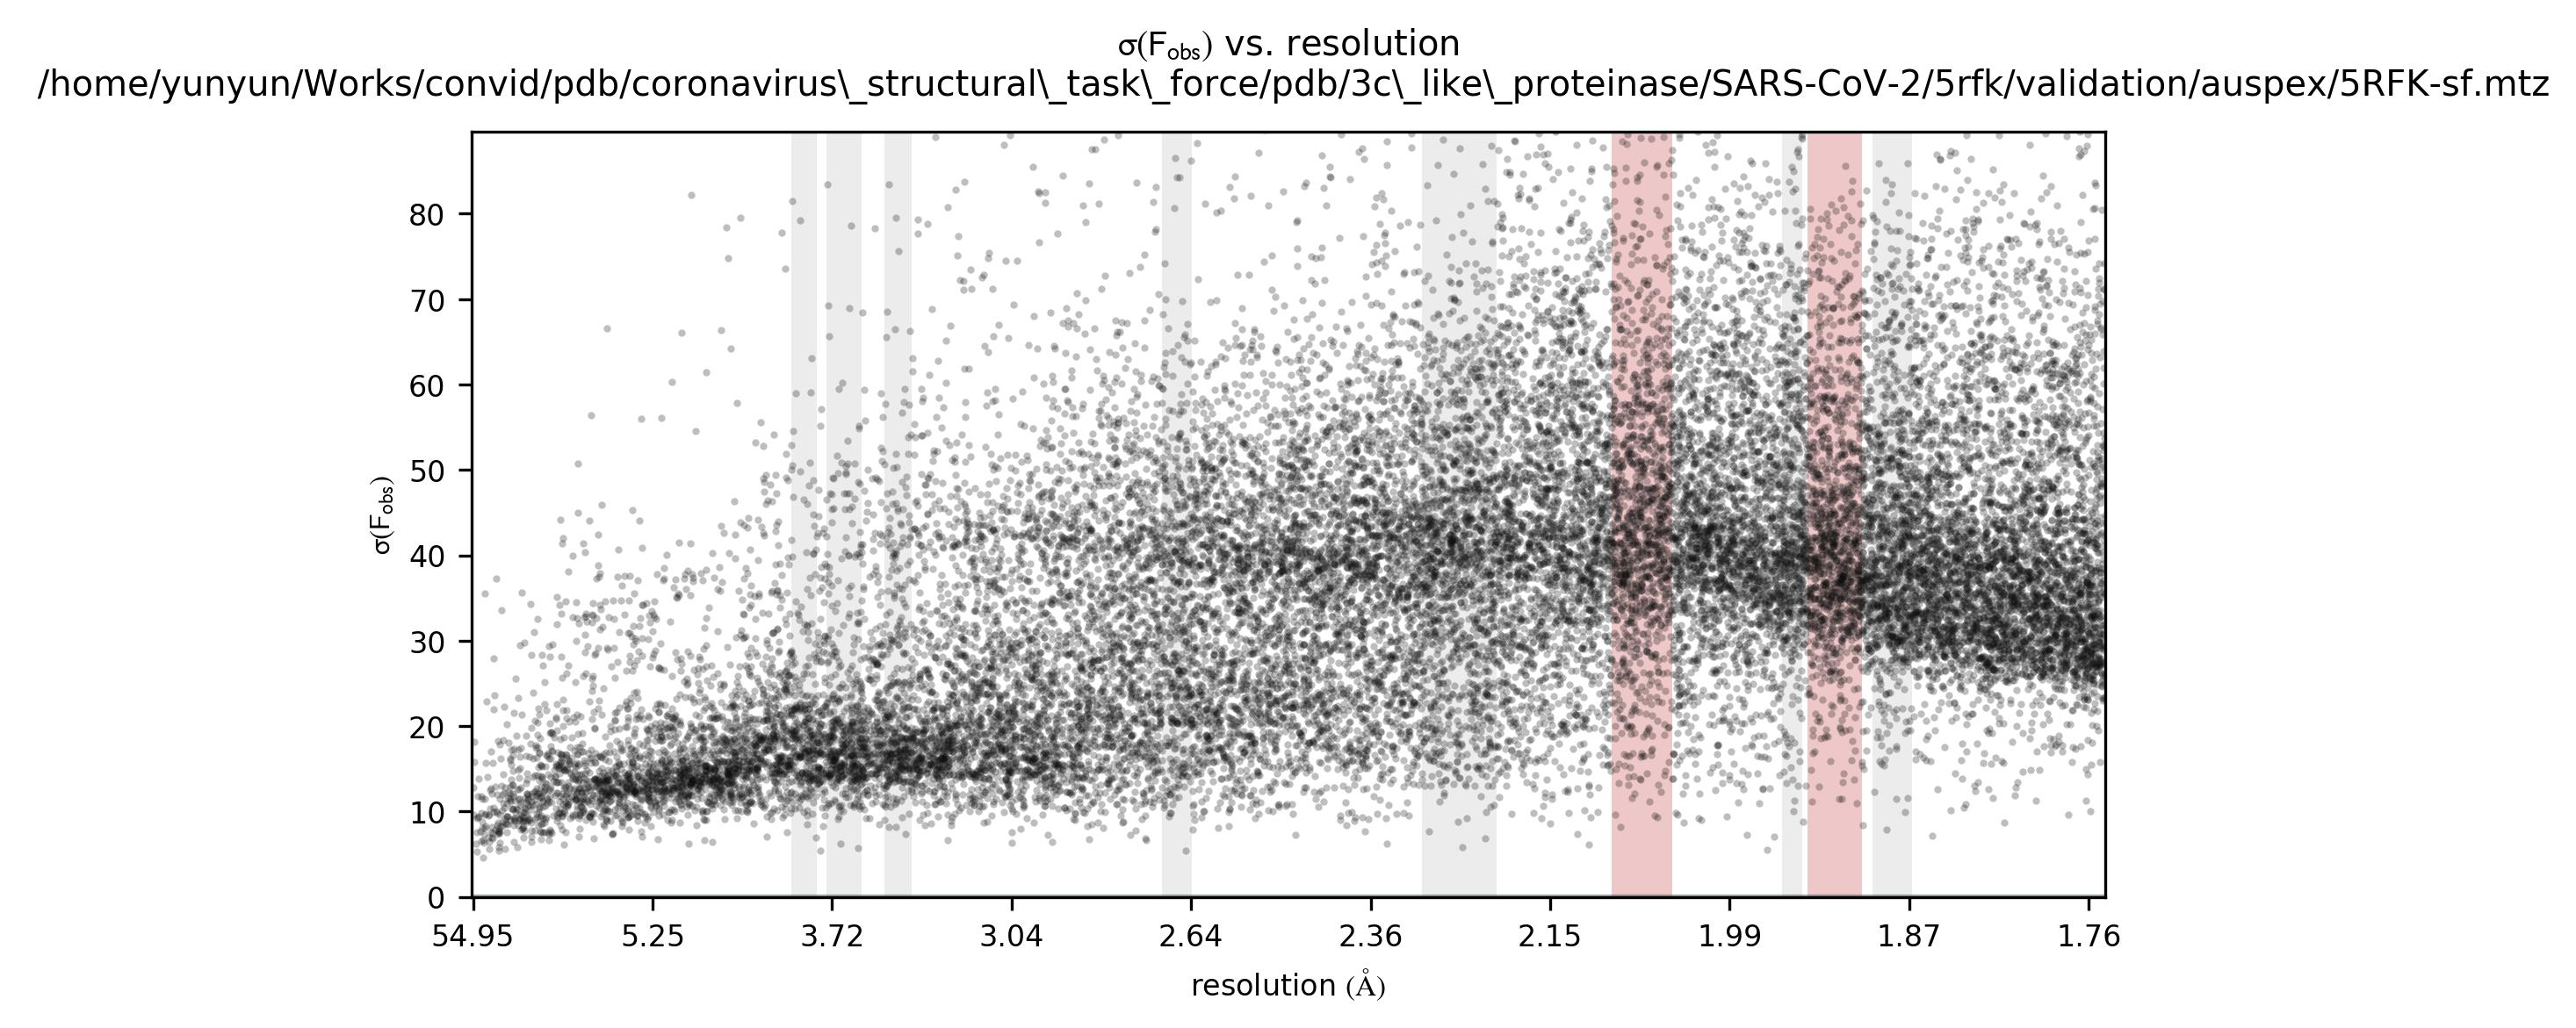 σ(Fobs) vs. resolution
/home/yunyun/Works/convid/pdb/coronavirus\_structural\_task\_force/pdb/3c\_like\_proteinase/SARS-CoV-2/5rfk/validation/auspex/5RFK-sf.mtz
80
70
60
50
σ(Fobs)
40
30
20
10
0
54.95 5.25 3.72 3.04 2.64 2.36 2.15 1.99 1.87 1.76
resolution (Å)